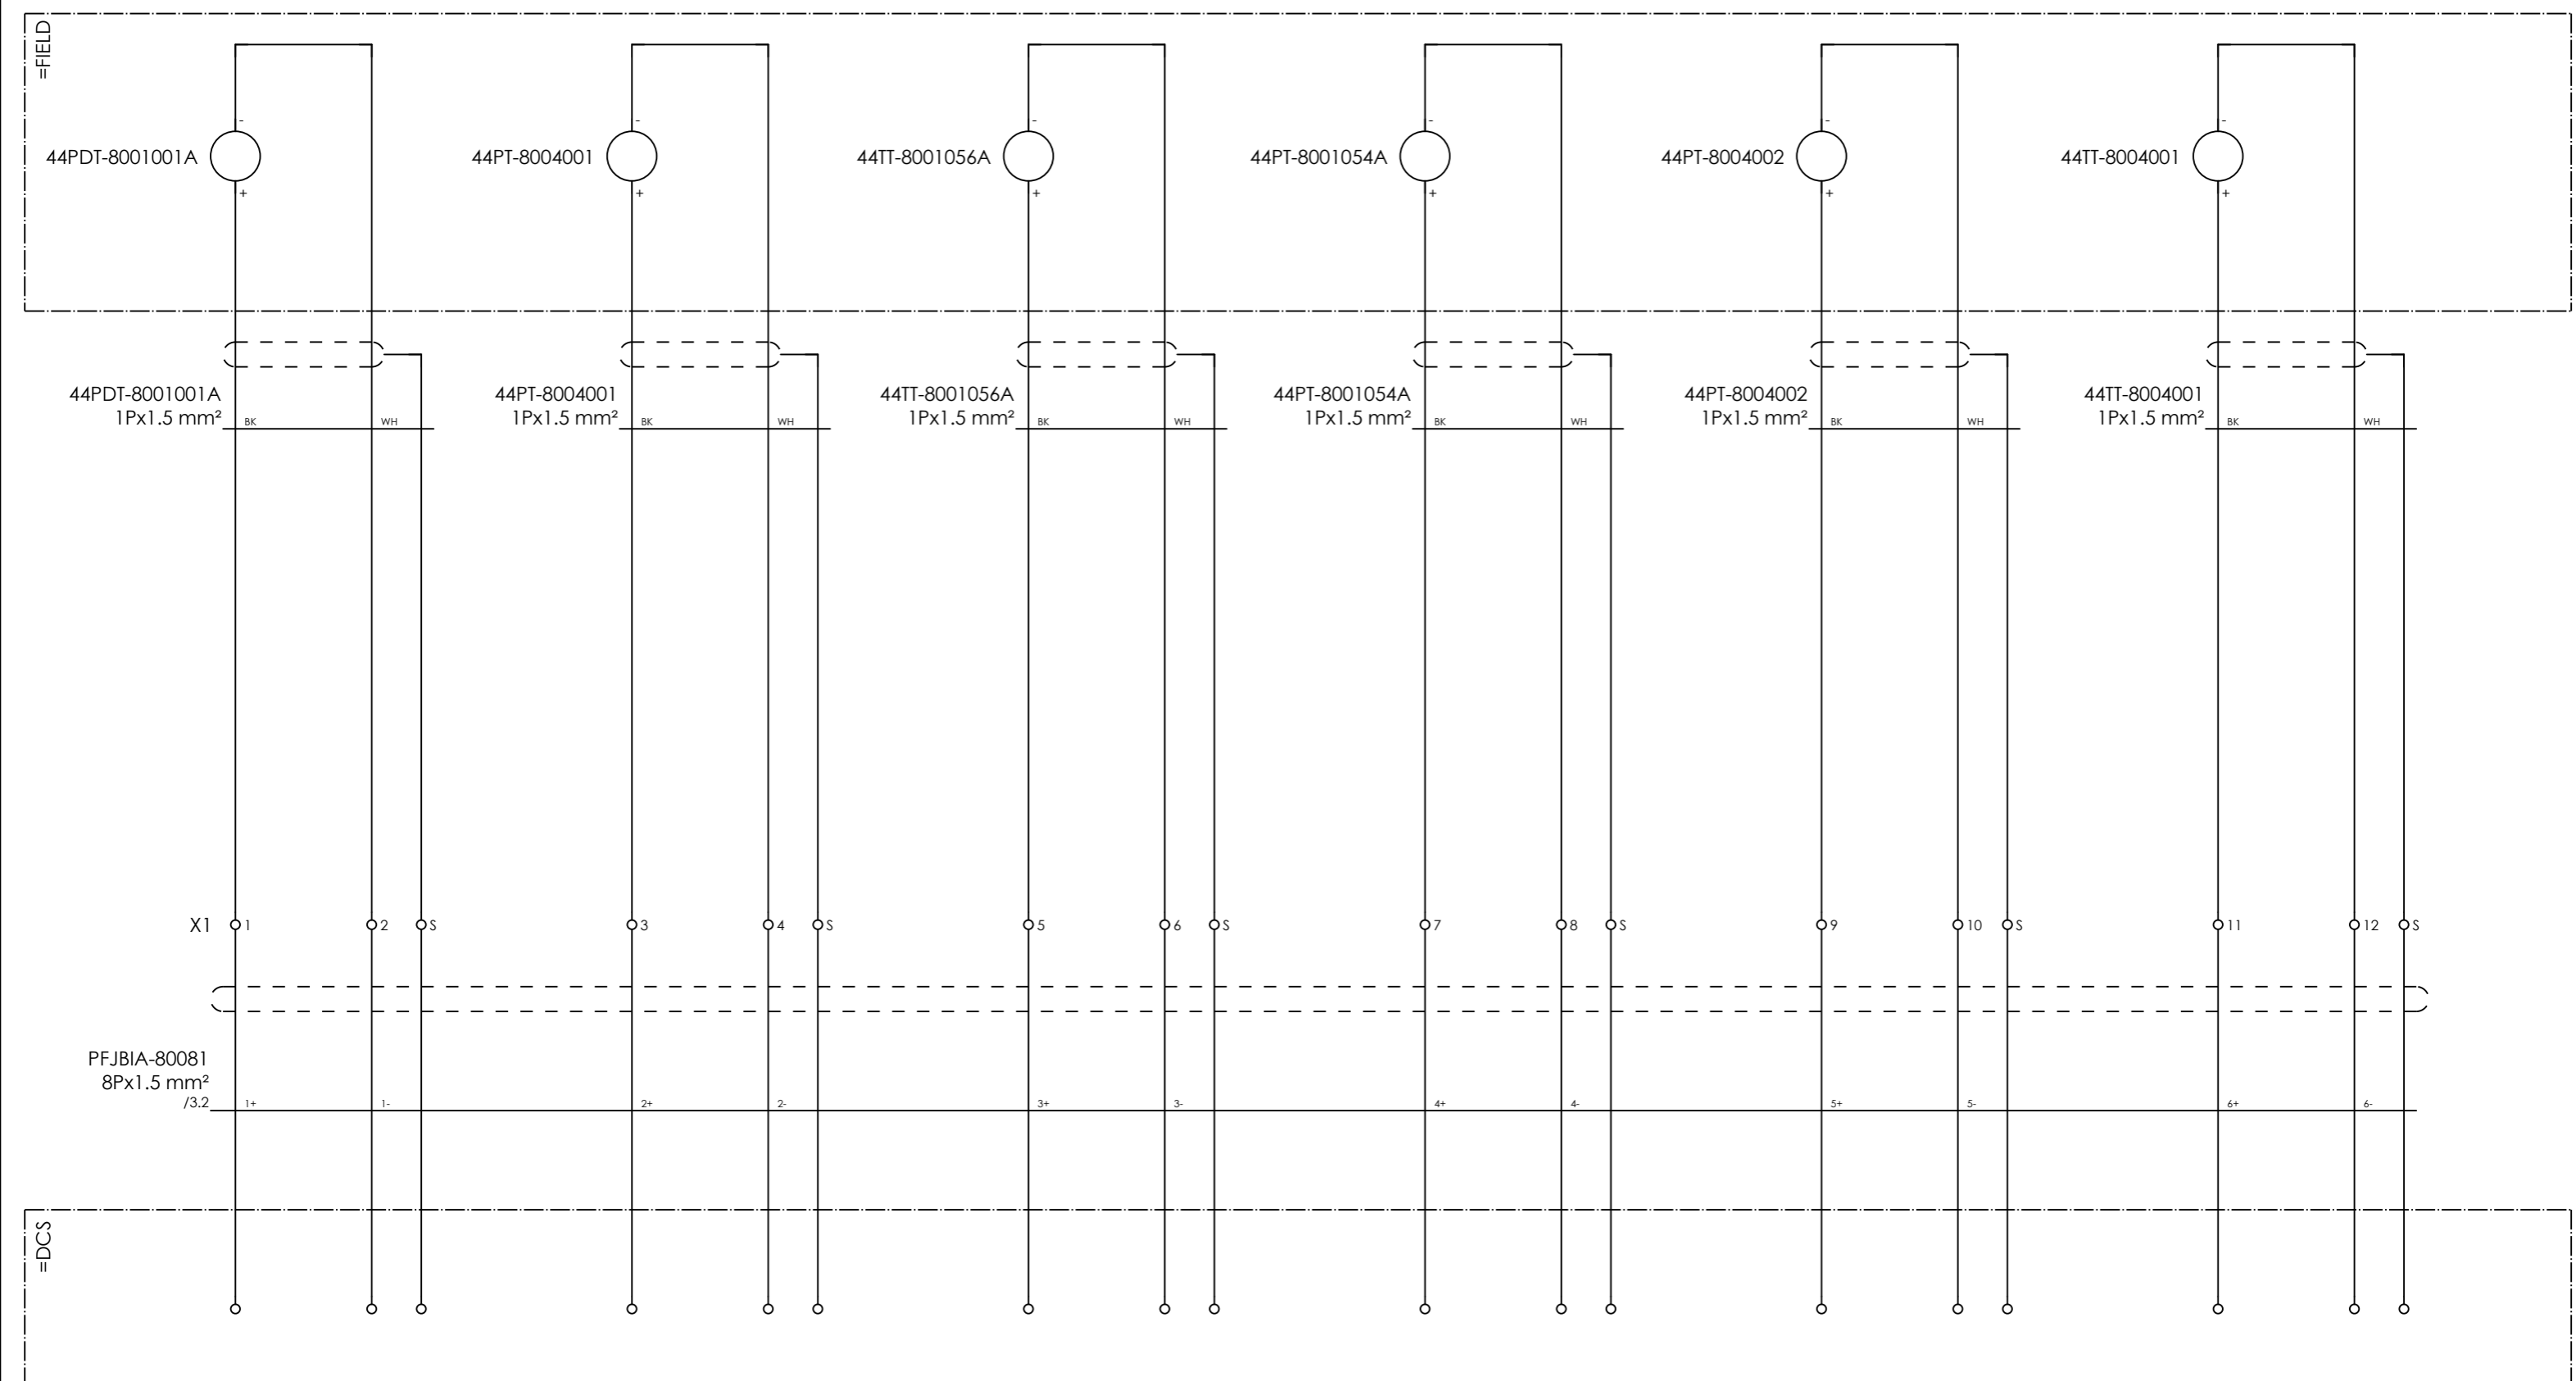 =FIELD
- - - - - -
44PDT-8001001A 44PT-8004001 44TT-8001056A 44PT-8001054A 44PT-8004002 44TT-8004001
+ + + + + +
44PDT-8001001A 44PT-8004001 44TT-8001056A 44PT-8001054A 44PT-8004002 44TT-8004001
1Px1.5 mm² 1Px1.5 mm² 1Px1.5 mm² 1Px1.5 mm² 1Px1.5 mm² 1Px1.5 mm²
BK WH BK WH BK WH BK WH BK WH BK WH
X1 1 2 S 3 4 S 5 6 S 7 8 S 9 10 S 11 12 S
PFJBIA-80081
8Px1.5 mm²
/3.2 1+ 1- 2+ 2- 3+ 3- 4+ 4- 5+ 5- 6+ 6-
=DCS